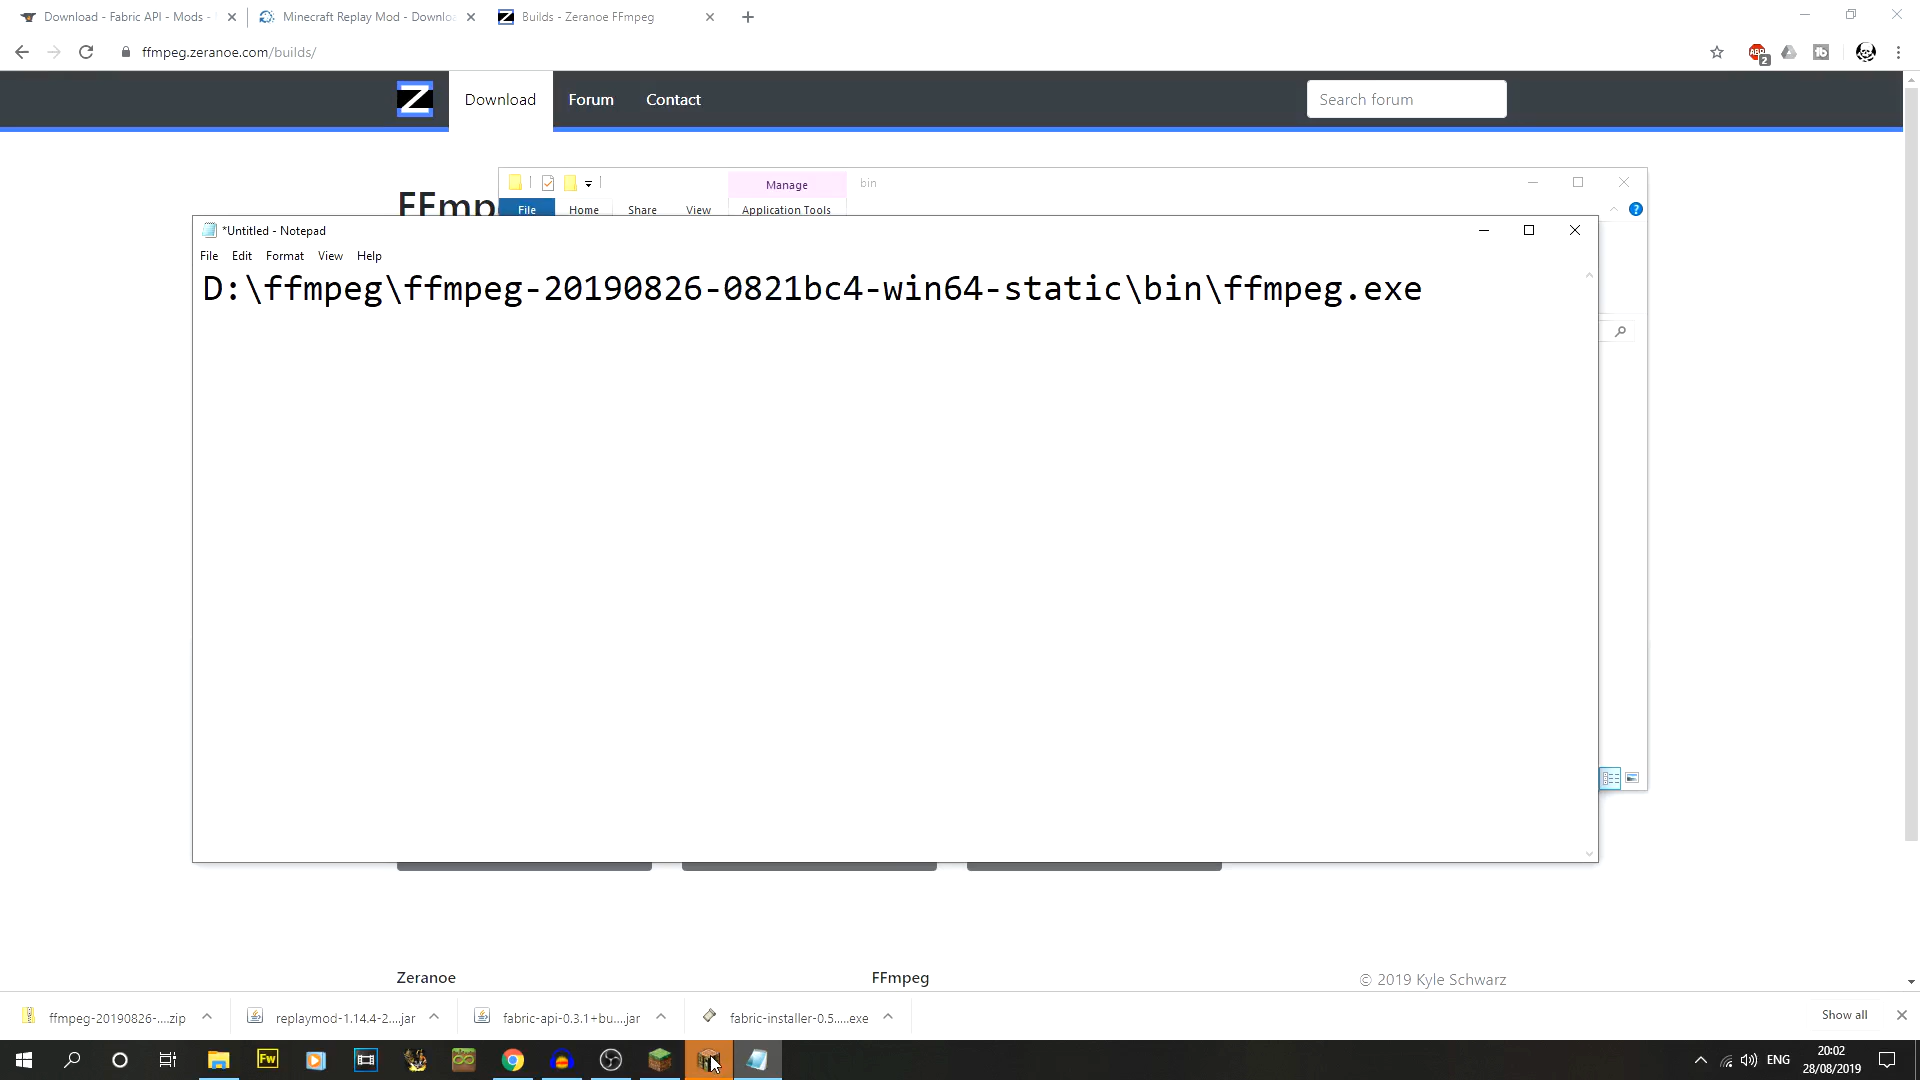 Download - Fabric API - Mods -
Minecraft Replay Mod - Downlo
Builds - Zeranoe FFmpeg
ffmpeg.zeranoe.com/builds/
ABP
2
Z
Download
Forum
Contact
Search forum
FFmp
Manage
bin
File
Home
Share
View
Application Tools
*Untitled - Notepad
File
Edit
Format
View
Help
D:\ffmpeg\ffmpeg-20190826-0821bc4-win64-static\bin\ffmpeg.exe
Zeranoe
FFmpeg
© 2019 Kyle Schwarz
ffmpeg-20190826-....zip
replaymod-1.14.4-2....jar
fabric-api-0.3.1+bu....jar
fabric-installer-0.5.....exe
Show all
Fw
ENG
20:02
28/08/2019